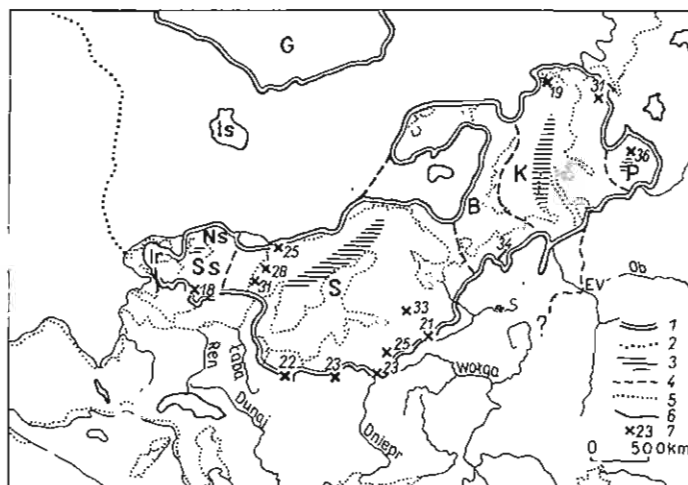 G
Is
19
31
36
P
K
B
Ns
Ir
Ss
18
25
28
31
S
34
33
21
25
S
EV
Ob
?
22
23
23
Ren
Łaba
Dunaj
Dniepr
Wołga
1
2
3
4
5
6
×23 7
0 500km